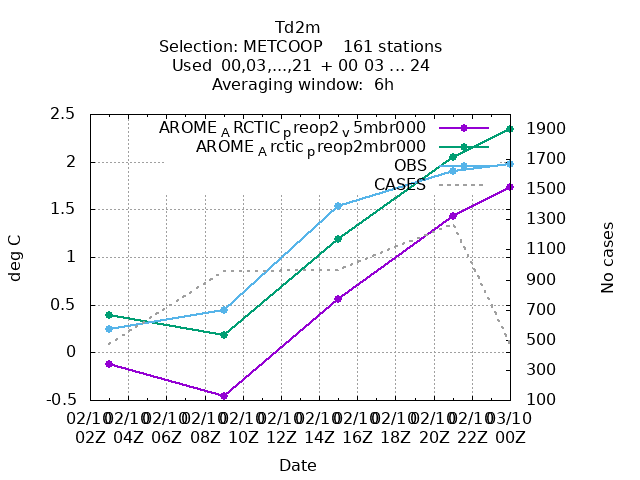 Td2m
Selection: METCOOP 161 stations
Used 00,03,...,21 + 00 03 ... 24
Averaging window: 6h
2.5
2
1.5
1
0.5
0
-0.5
deg C
AROME_ARCTIC_preop2_v5mbr000
AROME_Arctic_preop2mbr000
OBS
CASES
1900
1700
1500
1300
1100
900
700
500
300
100
No cases
02/10 02/10 02/10 02/10 02/10 02/10 02/10 02/10 02/10 02/10 02/10 03/10
02Z 04Z 06Z 08Z 10Z 12Z 14Z 16Z 18Z 20Z 22Z 00Z
Date